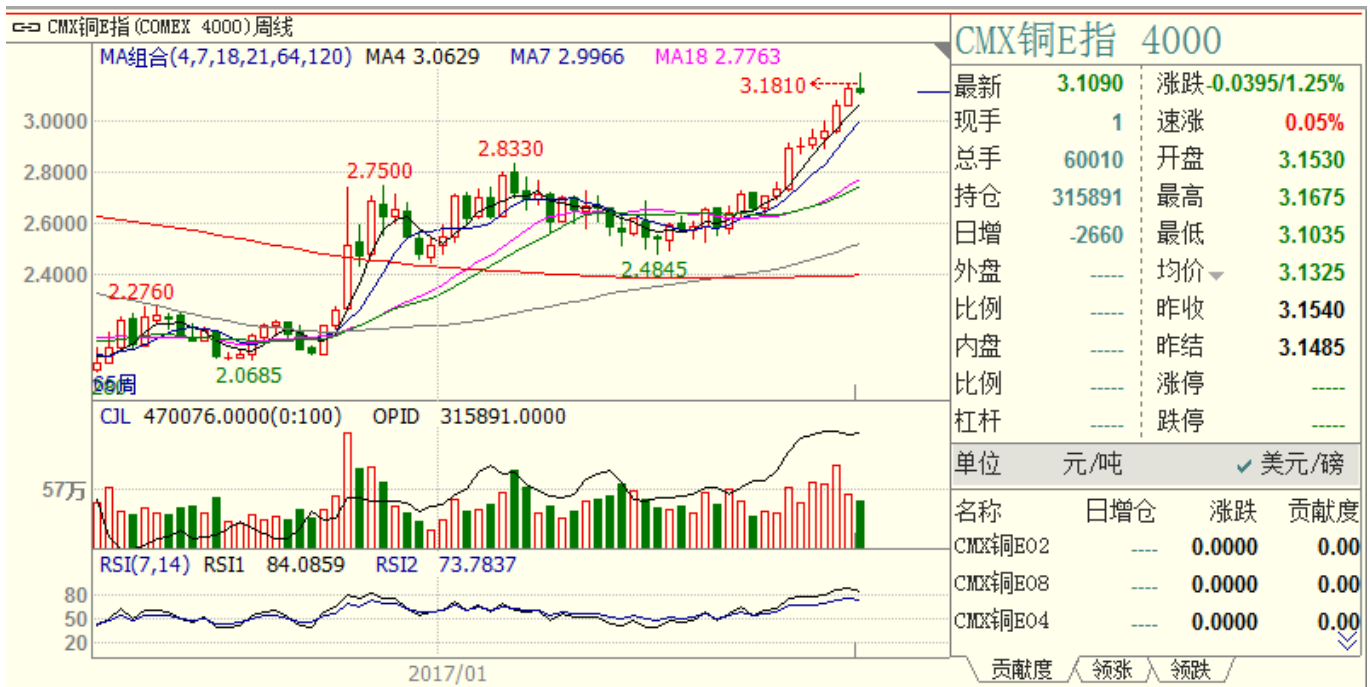 CMX铜E指(COMEX 4000)周线
MA组合(4,7,18,21,64,120) MA4 3.0629 MA7 2.9966 MA18 2.7763
3.1810
3.0000
2.8330
2.8000
2.7500
2.6000
2.4845
2.4000
2.2760
2.0685
CJL 470076.0000(0:100) OPID 315891.0000
57万
RSI(7,14) RSI1 84.0859 RSI2 73.7837
80
50
20
2017/01
CMX铜E指 4000
最新 3.1090 涨跌 -0.0395/1.25%
现手 1 速涨 0.05%
总手 60010 开盘 3.1530
持仓 315891 最高 3.1675
日增 -2660 最低 3.1035
外盘 ----- 均价 3.1325
比例 ----- 昨收 3.1540
内盘 ----- 昨结 3.1485
比例 ----- 涨停 -----
杠杆 ----- 跌停 -----
单位 元/吨 美元/磅
名称 日增仓 涨跌 贡献度
CMX铜E02 ---- 0.0000 0.00
CMX铜E08 ---- 0.0000 0.00
CMX铜E04 ---- 0.0000 0.00
贡献度 领涨 领跌